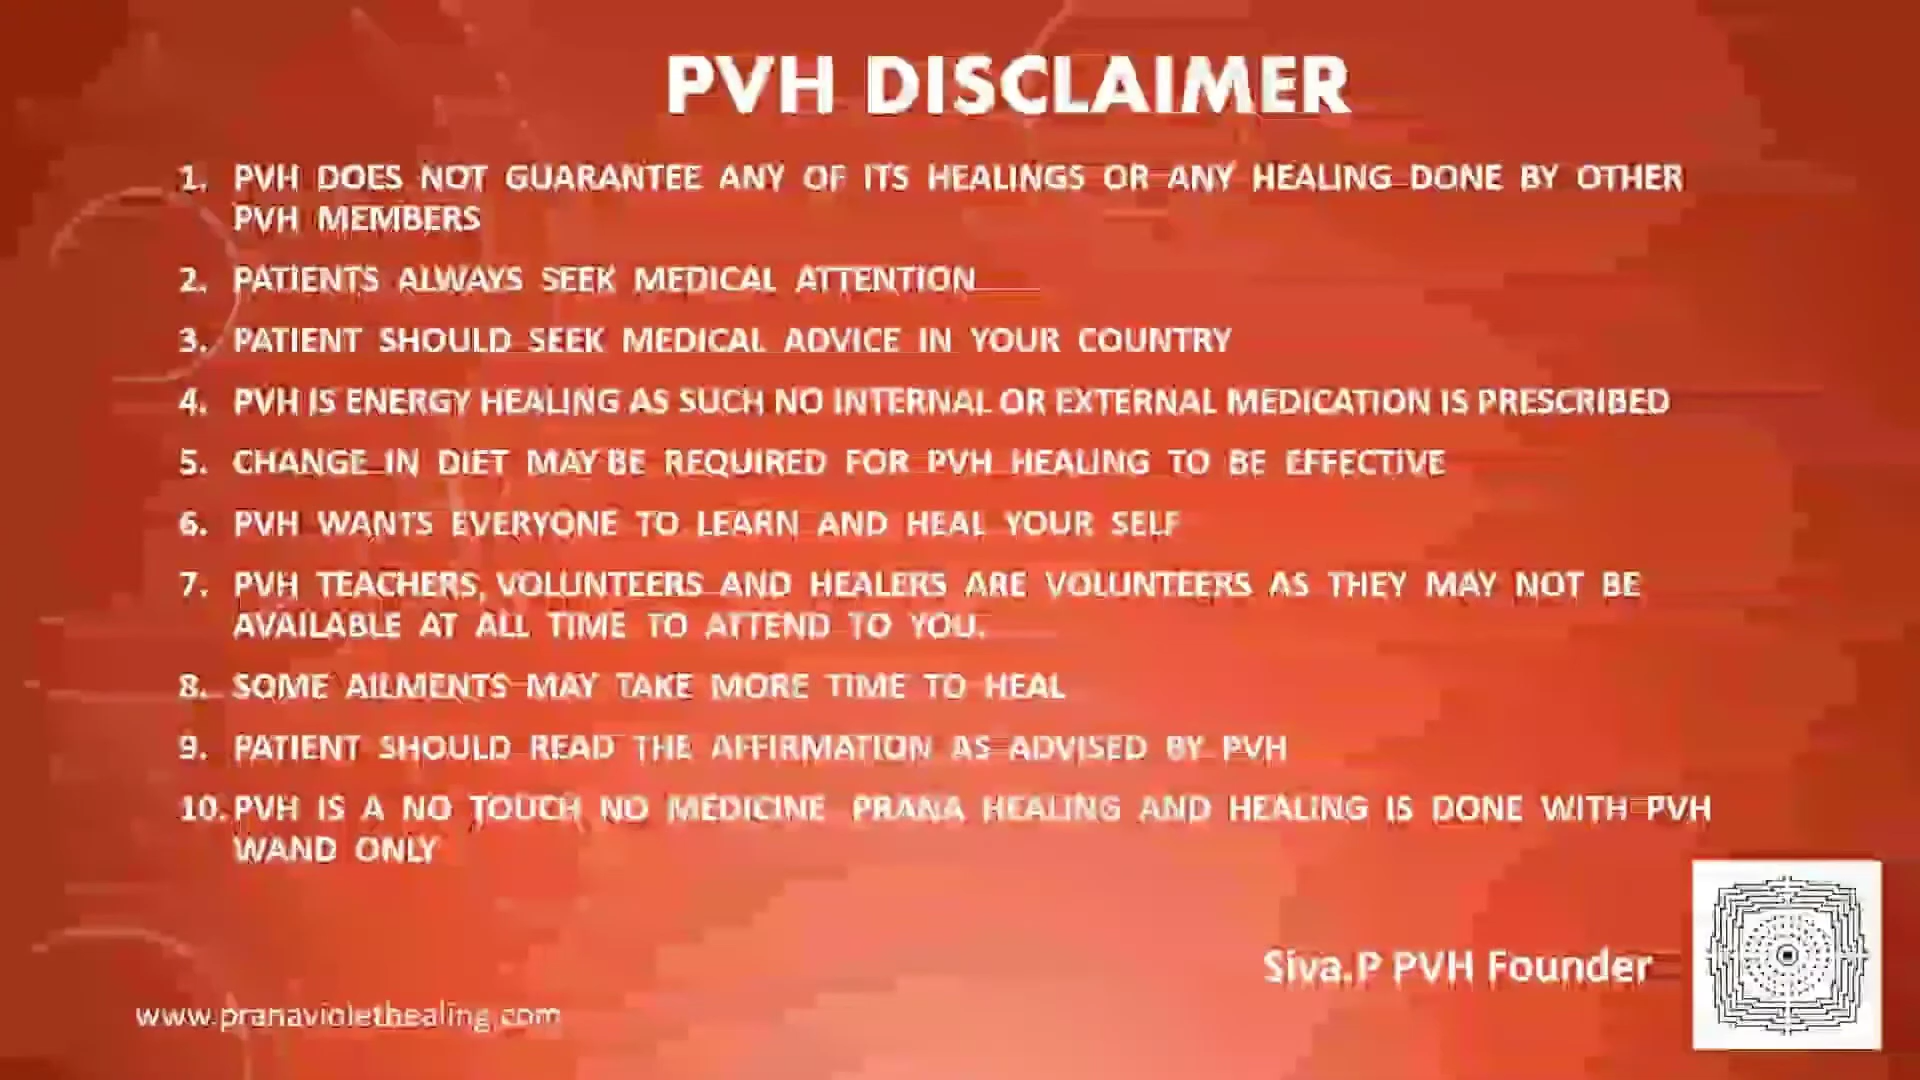 PVH DISCLAIMER
1. PVH DOES NOT GUARANTEE ANY OF ITS HEALINGS OR ANY HEALING DONE BY OTHER
PVH MEMBERS
2. PATIENTS ALWAYS SEEK MEDICAL ATTENTION
3. PATIENT SHOULD SEEK MEDICAL ADVICE IN YOUR COUNTRY
4. PVH IS ENERGY HEALING AS SUCH NO INTERNAL OR EXTERNAL MEDICATION IS PRESCRIBED
5. CHANGE IN DIET MAY BE REQUIRED FOR PVH HEALING TO BE EFFECTIVE
6. PVH WANTS EVERYONE TO LEARN AND HEAL YOUR SELF
7. PVH TEACHERS, VOLUNTEERS AND HEALERS ARE VOLUNTEERS AS THEY MAY NOT BE
AVAILABLE AT ALL TIME TO ATTEND TO YOU.
8. SOME AILMENTS MAY TAKE MORE TIME TO HEAL
9. PATIENT SHOULD READ THE AFFIRMATION AS ADVISED BY PVH
10. PVH IS A NO TOUCH NO MEDICINE PRANA HEALING AND HEALING IS DONE WITH PVH
WAND ONLY
Siva.P PVH Founder
www.pranaviolethealing.com